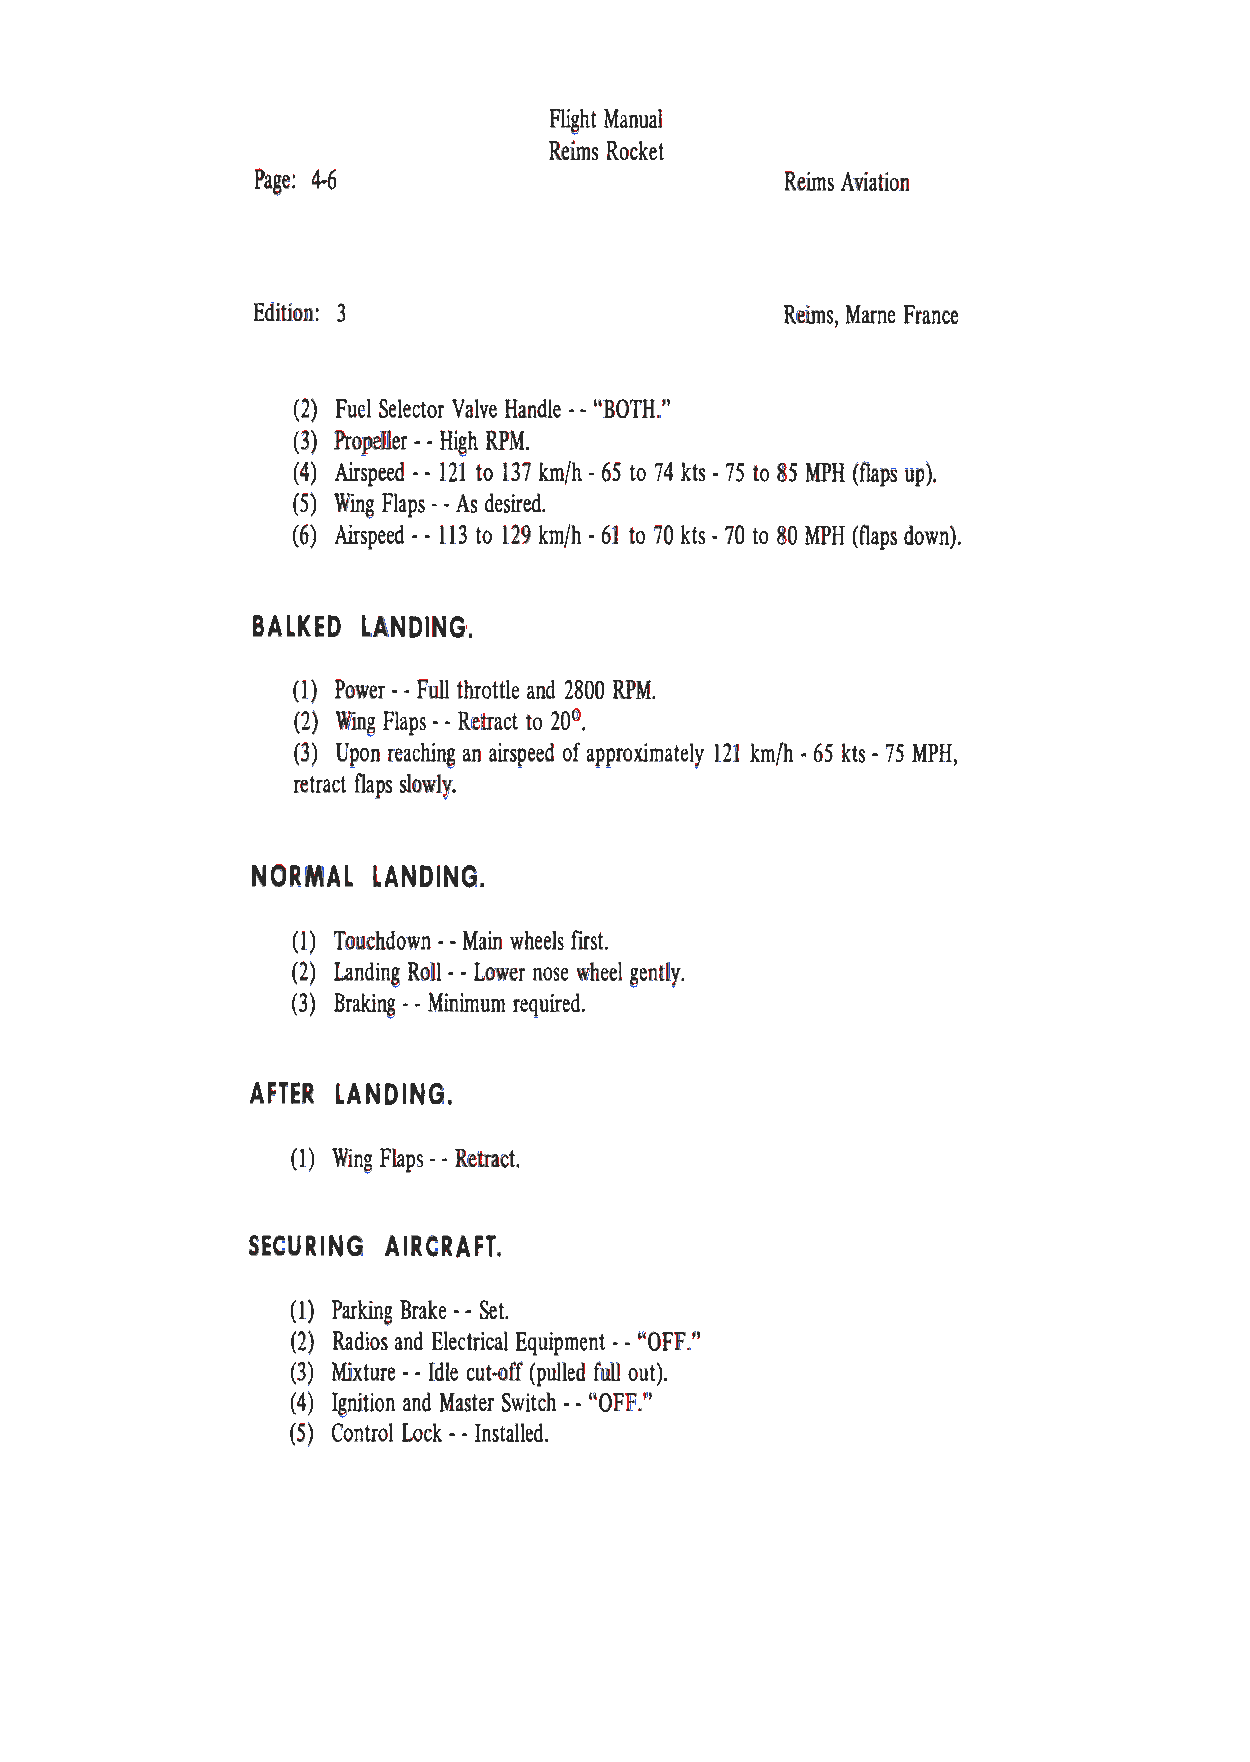 Flight Manual
Reims Rocket
Page: 4-6 Reims Aviation
Edition: 3 Reims, Marne France
(2) Fuel Selector Valve Handle - - “BOTH.”
(3) Propeller - - High RPM.
(4) Airspeed - - 121 to 137 km/h - 65 to 74 kts - 75 to 85 MPH (flaps up).
(5) Wing Flaps - - As desired.
(6) Airspeed - - 113 to 129 km/h - 61 to 70 kts - 70 to 80 MPH (flaps down).
BALKED LANDING.
(1) Power - - Full throttle and 2800 RPM.
(2) Wing Flaps - - Retract to 20º.
(3) Upon reaching an airspeed of approximately 121 km/h - 65 kts - 75 MPH,
retract flaps slowly.
NORMAL LANDING.
(1) Touchdown - - Main wheels first.
(2) Landing Roll - - Lower nose wheel gently.
(3) Braking - - Minimum required.
AFTER LANDING.
(1) Wing Flaps - - Retract.
SECURING AIRCRAFT.
(1) Parking Brake - - Set.
(2) Radios and Electrical Equipment - - “OFF.”
(3) Mixture - - Idle cut-off (pulled full out).
(4) Ignition and Master Switch - - “OFF.”
(5) Control Lock - - Installed.